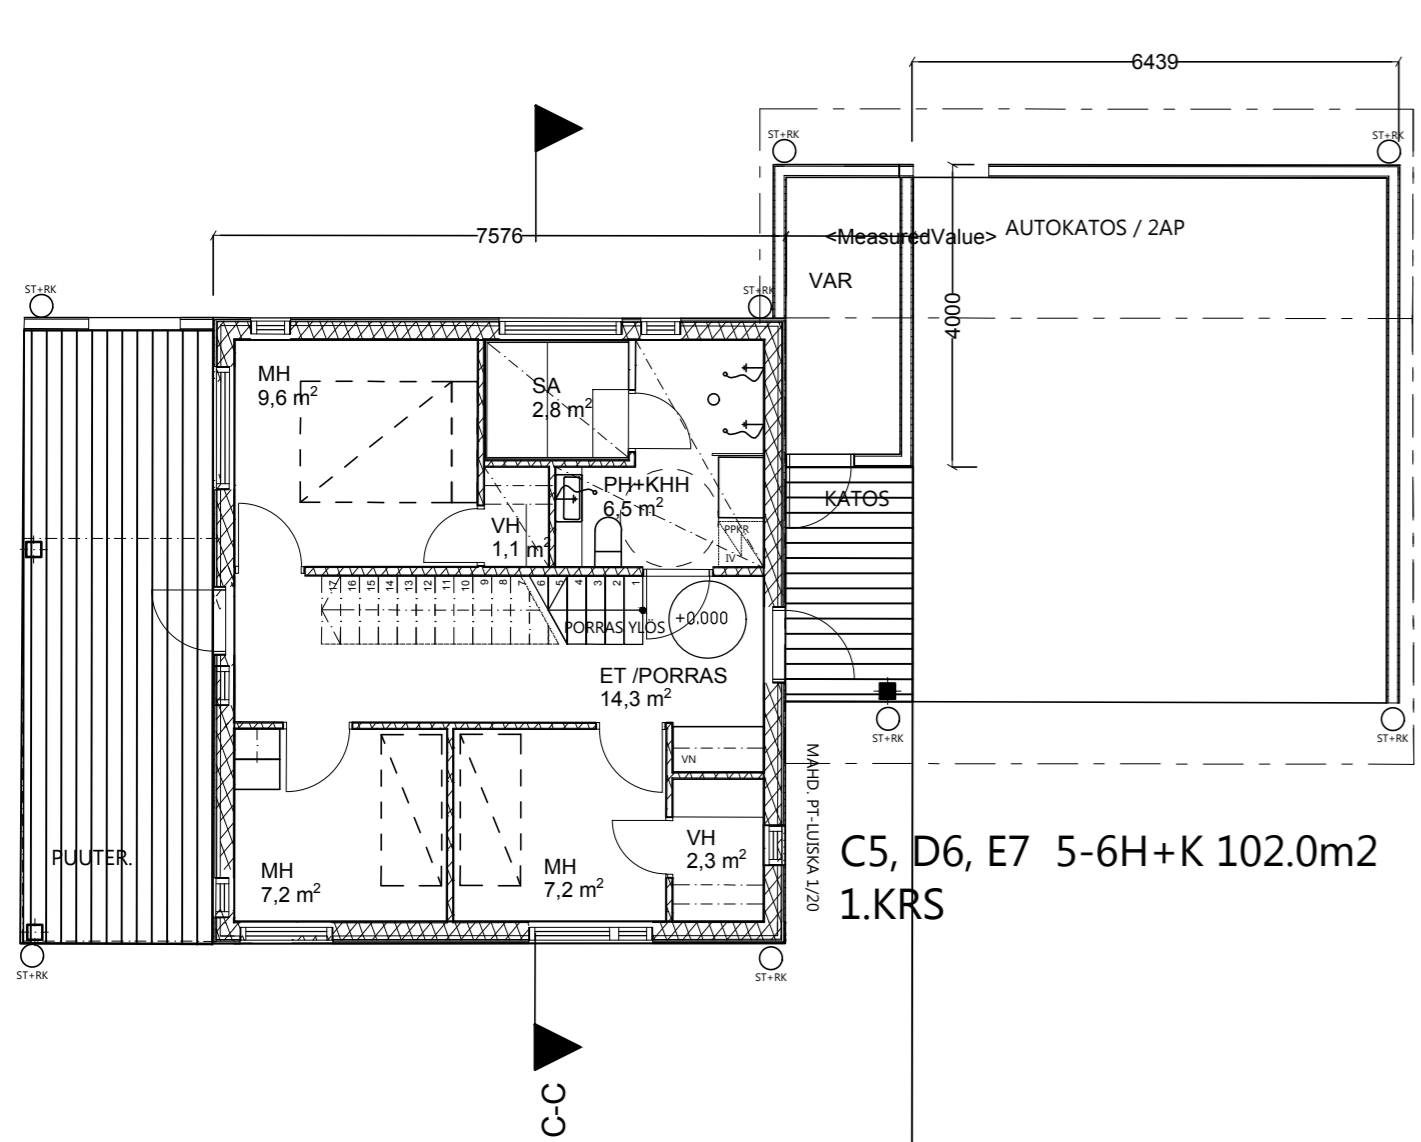 6439
ST+RK
ST+RK
7576
<MeasuredValue>
AUTOKATOS / 2AP
VAR
4000
ST+RK
ST+RK
MH
9,6 m²
SA
2,8 m²
PH+KHH
6,5 m²
KATOS
VH
1,1 m²
PPKR
IV
17 16 15 14 13 12 11 10 9 8 7 6 5 4 3 2 1
PORRAS YLÖS
+0.000
ET /PORRAS
14,3 m²
ST+RK
ST+RK
VN
MAHD. PT-LUISKA 1/20
PUUTER.
MH
7,2 m²
MH
7,2 m²
VH
2,3 m²
C5, D6, E7 5-6H+K 102.0m2
1.KRS
ST+RK
ST+RK
C-C